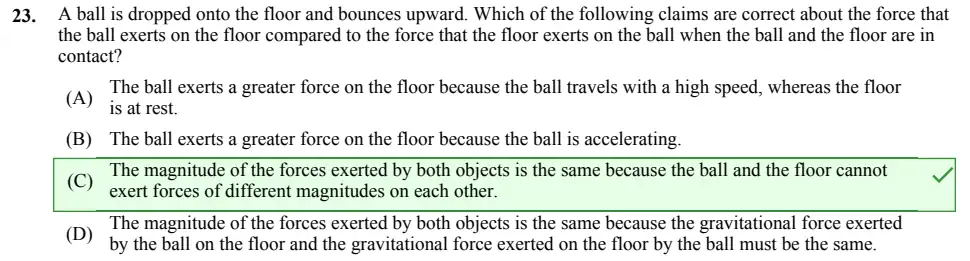 23. A ball is dropped onto the floor and bounces upward. Which of the following claims are correct about the force that
the ball exerts on the floor compared to the force that the floor exerts on the ball when the ball and the floor are in
contact?
(A) The ball exerts a greater force on the floor because the ball travels with a high speed, whereas the floor
is at rest.
(B) The ball exerts a greater force on the floor because the ball is accelerating.
(C) The magnitude of the forces exerted by both objects is the same because the ball and the floor cannot
exert forces of different magnitudes on each other.
(D) The magnitude of the forces exerted by both objects is the same because the gravitational force exerted
by the ball on the floor and the gravitational force exerted on the floor by the ball must be the same.